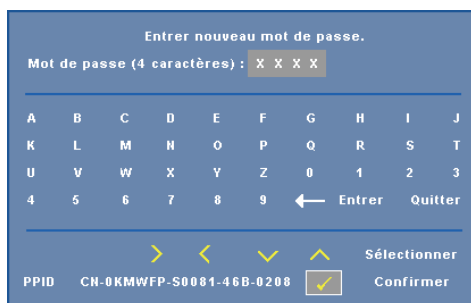 Entrer nouveau mot de passe.
Mot de passe (4 caractères) : X X X X
A B C D E F G H I J
K L M N O P Q R S T
U V W X Y Z 0 1 2 3
4 5 6 7 8 9 ← Entrer Quitter
Sélectionner
PPID CN-0KMWFP-S0081-46B-0208 ✓ Confirmer